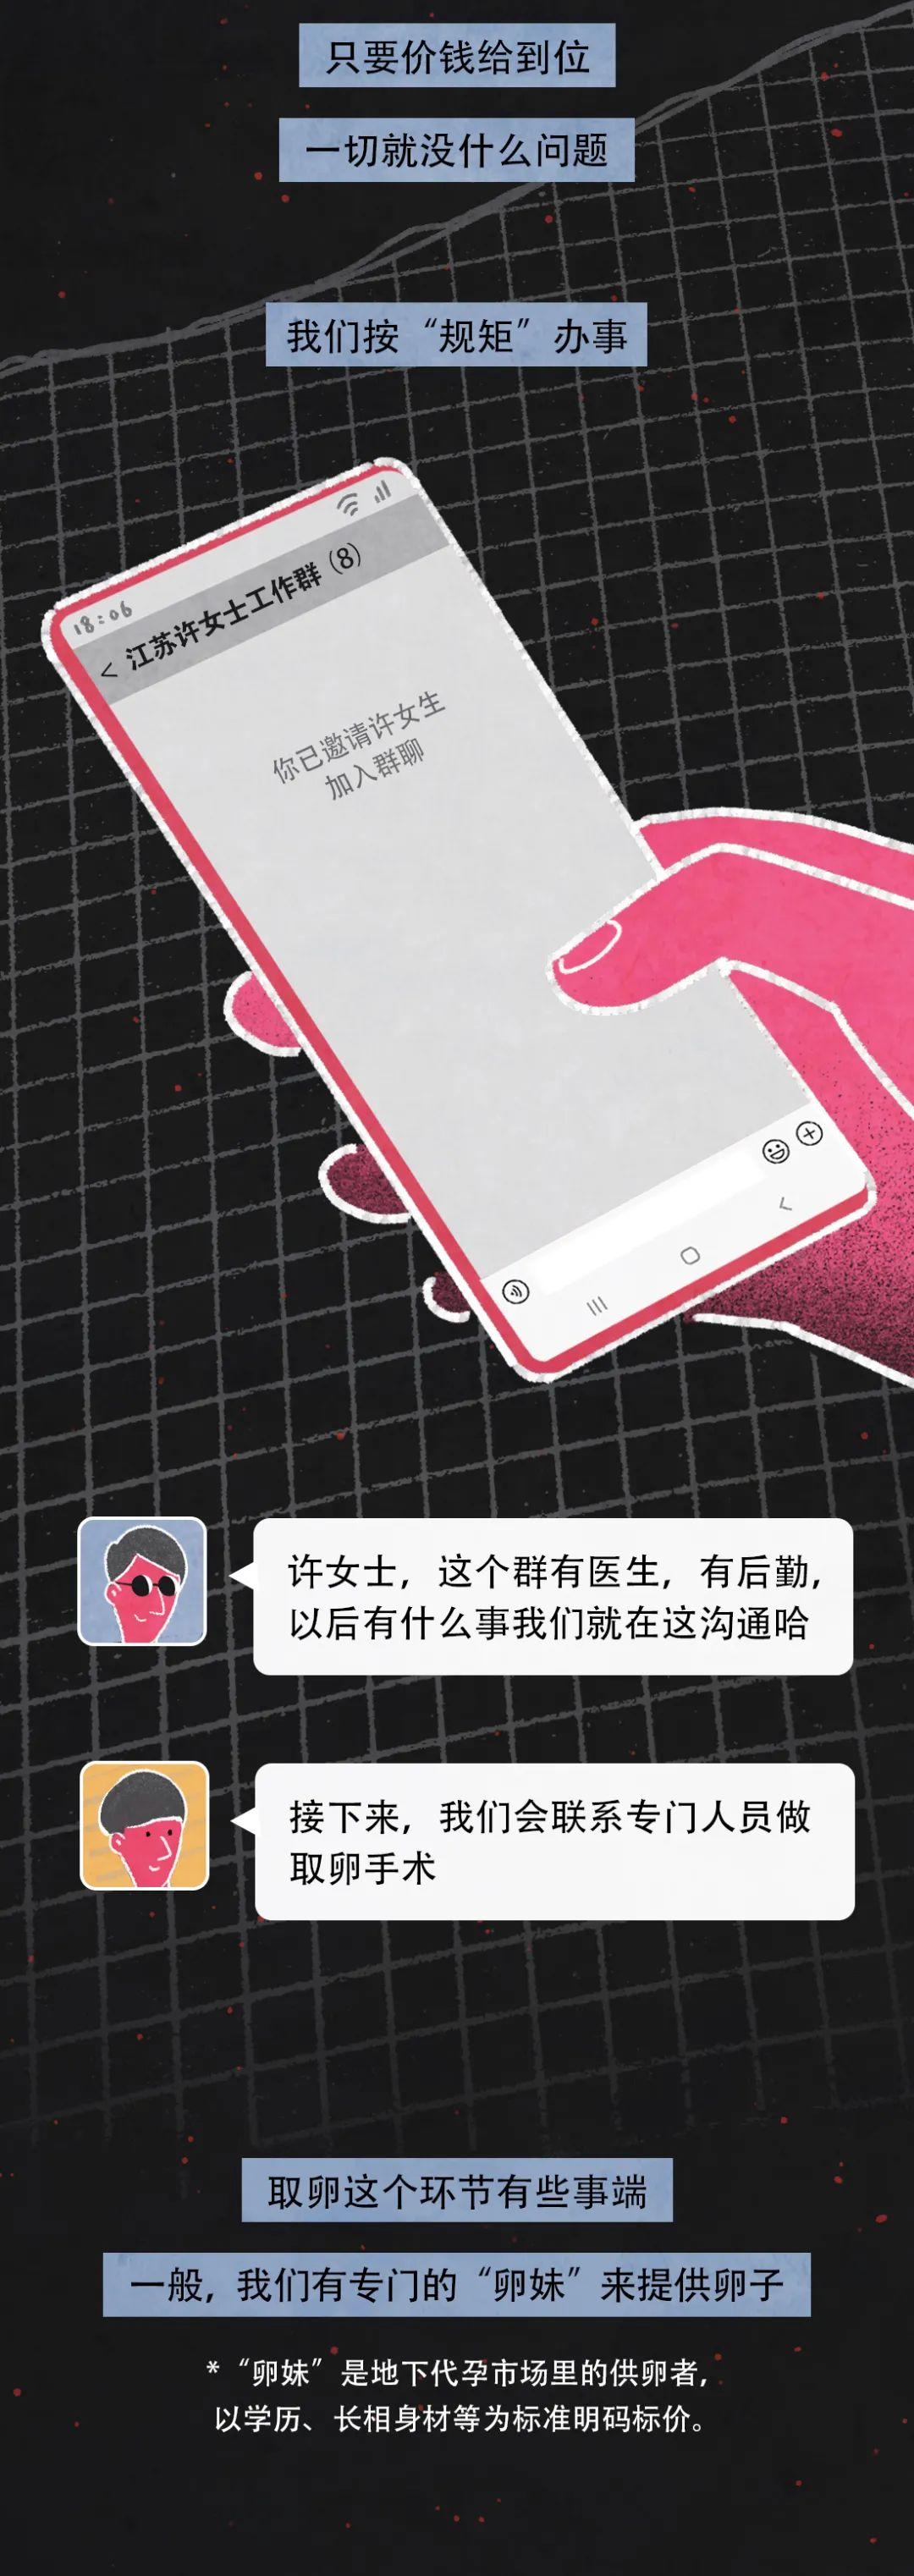 只要价钱给到位
一切就没什么问题
我们按“规矩”办事
18:06
< 江苏许女士工作群 (8)
你已邀请许女生
加入群聊
许女士，这个群有医生，有后勤，
以后有什么事我们就在这沟通哈
接下来，我们会联系专门人员做
取卵手术
取卵这个环节有些事端
一般，我们有专门的“卵妹”来提供卵子
*“卵妹”是地下代孕市场里的供卵者，
以学历、长相身材等为标准明码标价。